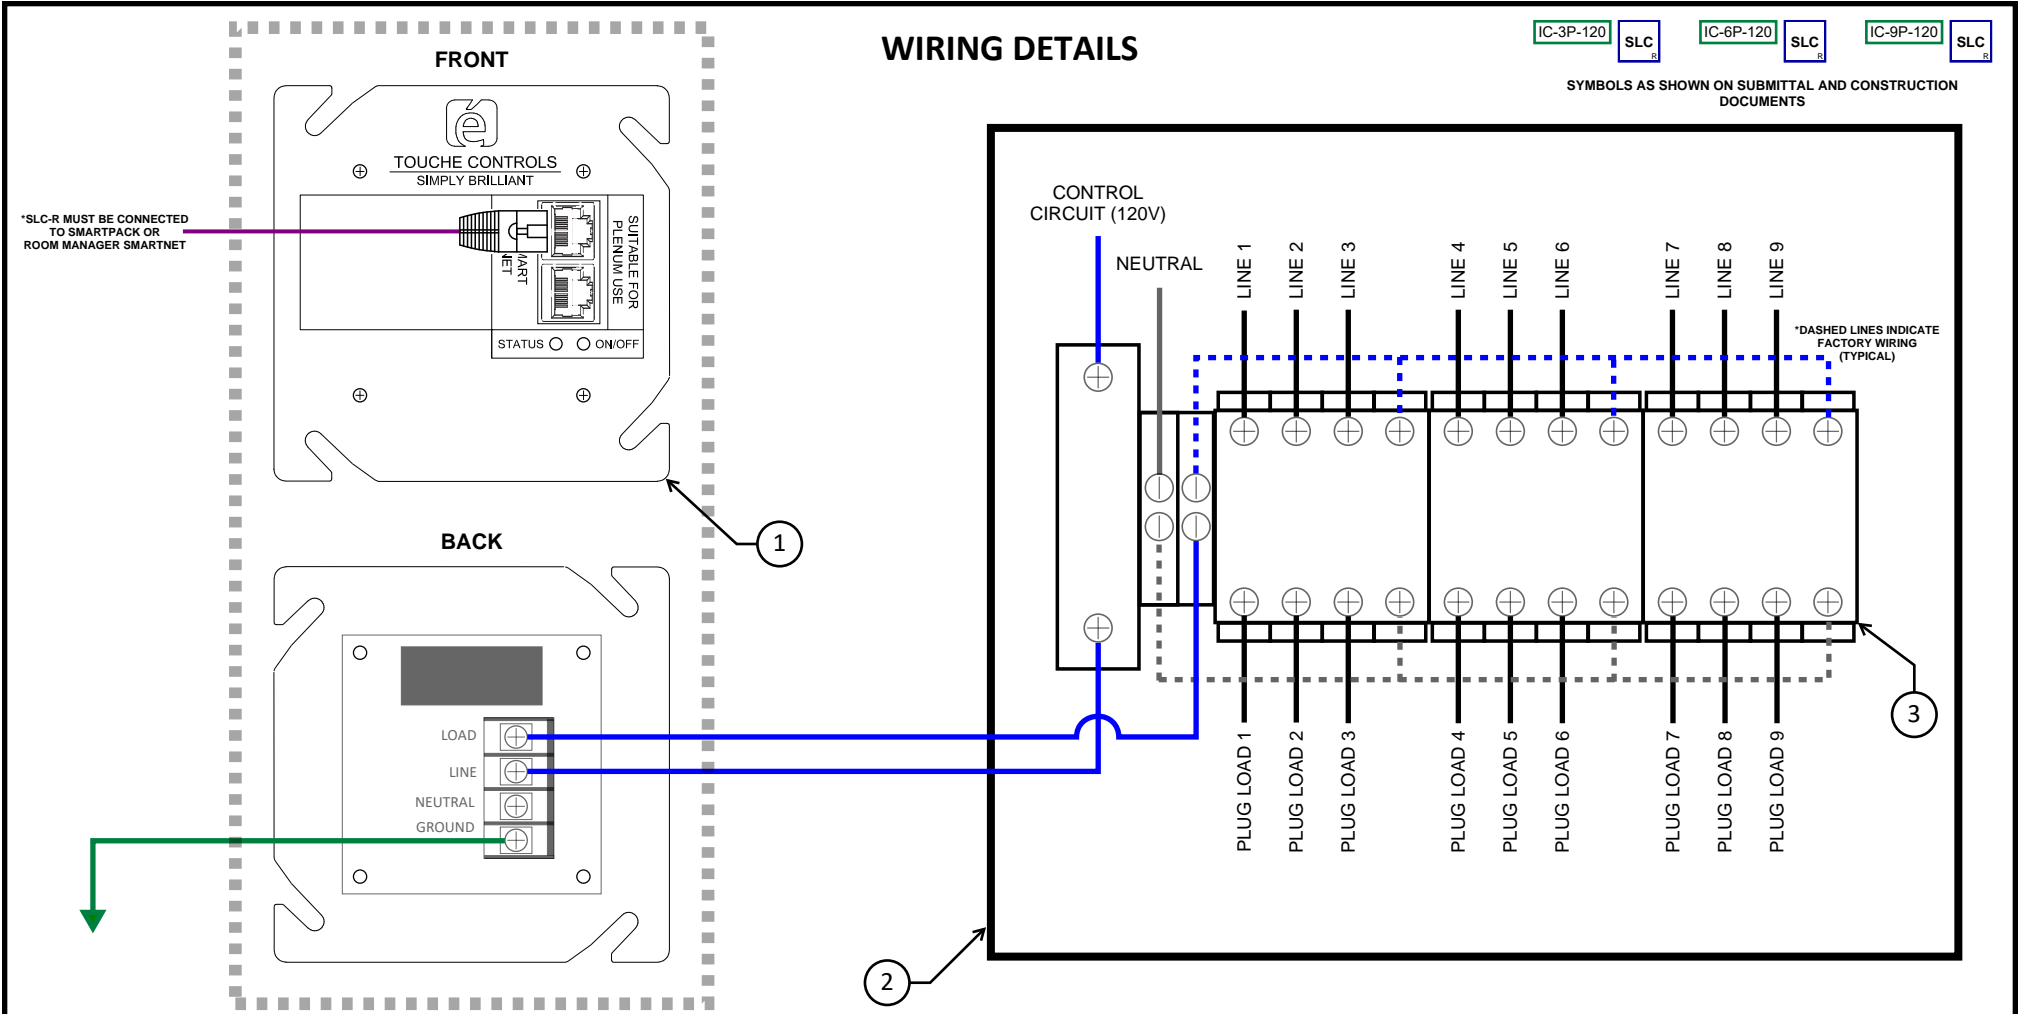 WIRING DETAILS
IC-3P-120
SLC
R
IC-6P-120
SLC
R
IC-9P-120
SLC
R
SYMBOLS AS SHOWN ON SUBMITTAL AND CONSTRUCTION
DOCUMENTS
FRONT
é
TOUCHE CONTROLS
SIMPLY BRILLIANT
*SLC-R MUST BE CONNECTED
TO SMARTPACK OR
ROOM MANAGER SMARTNET
SUITABLE FOR
PLENUM USE
MART
NET
STATUS
ON/OFF
1
BACK
LOAD
LINE
NEUTRAL
GROUND
2
CONTROL
CIRCUIT (120V)
NEUTRAL
LINE 1
LINE 2
LINE 3
LINE 4
LINE 5
LINE 6
LINE 7
LINE 8
LINE 9
*DASHED LINES INDICATE
FACTORY WIRING
(TYPICAL)
3
PLUG LOAD 1
PLUG LOAD 2
PLUG LOAD 3
PLUG LOAD 4
PLUG LOAD 5
PLUG LOAD 6
PLUG LOAD 7
PLUG LOAD 8
PLUG LOAD 9